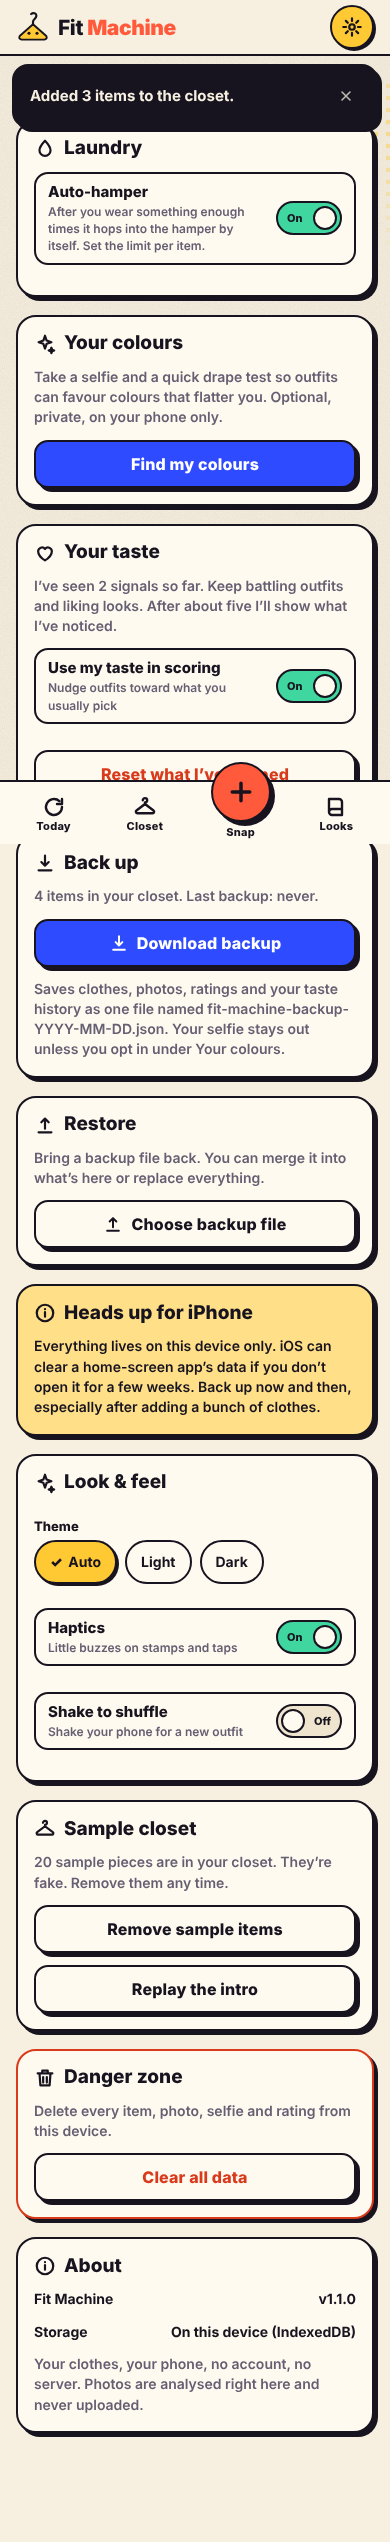 Fit Machine
Added 3 items to the closet.
Laundry
Auto-hamper
After you wear something enough
times it hops into the hamper by
itself. Set the limit per item.
On
Your colours
Take a selfie and a quick drape test so outfits
can favour colours that flatter you. Optional,
private, on your phone only.
Find my colours
Your taste
I’ve seen 2 signals so far. Keep battling outfits
and liking looks. After about five I’ll show what
I’ve noticed.
Use my taste in scoring
Nudge outfits toward what you
usually pick
On
Reset what I’v
ed
Today
Closet
Snap
Looks
Back up
4 items in your closet. Last backup: never.
Download backup
Saves clothes, photos, ratings and your taste
history as one file named fit-machine-backup-
YYYY-MM-DD.json. Your selfie stays out
unless you opt in under Your colours.
Restore
Bring a backup file back. You can merge it into
what’s here or replace everything.
Choose backup file
Heads up for iPhone
Everything lives on this device only. iOS can
clear a home-screen app’s data if you don’t
open it for a few weeks. Back up now and then,
especially after adding a bunch of clothes.
Look & feel
Theme
Auto
Light
Dark
Haptics
Little buzzes on stamps and taps
On
Shake to shuffle
Shake your phone for a new outfit
Off
Sample closet
20 sample pieces are in your closet. They’re
fake. Remove them any time.
Remove sample items
Replay the intro
Danger zone
Delete every item, photo, selfie and rating from
this device.
Clear all data
About
Fit Machine v1.1.0
Storage On this device (IndexedDB)
Your clothes, your phone, no account, no
server. Photos are analysed right here and
never uploaded.